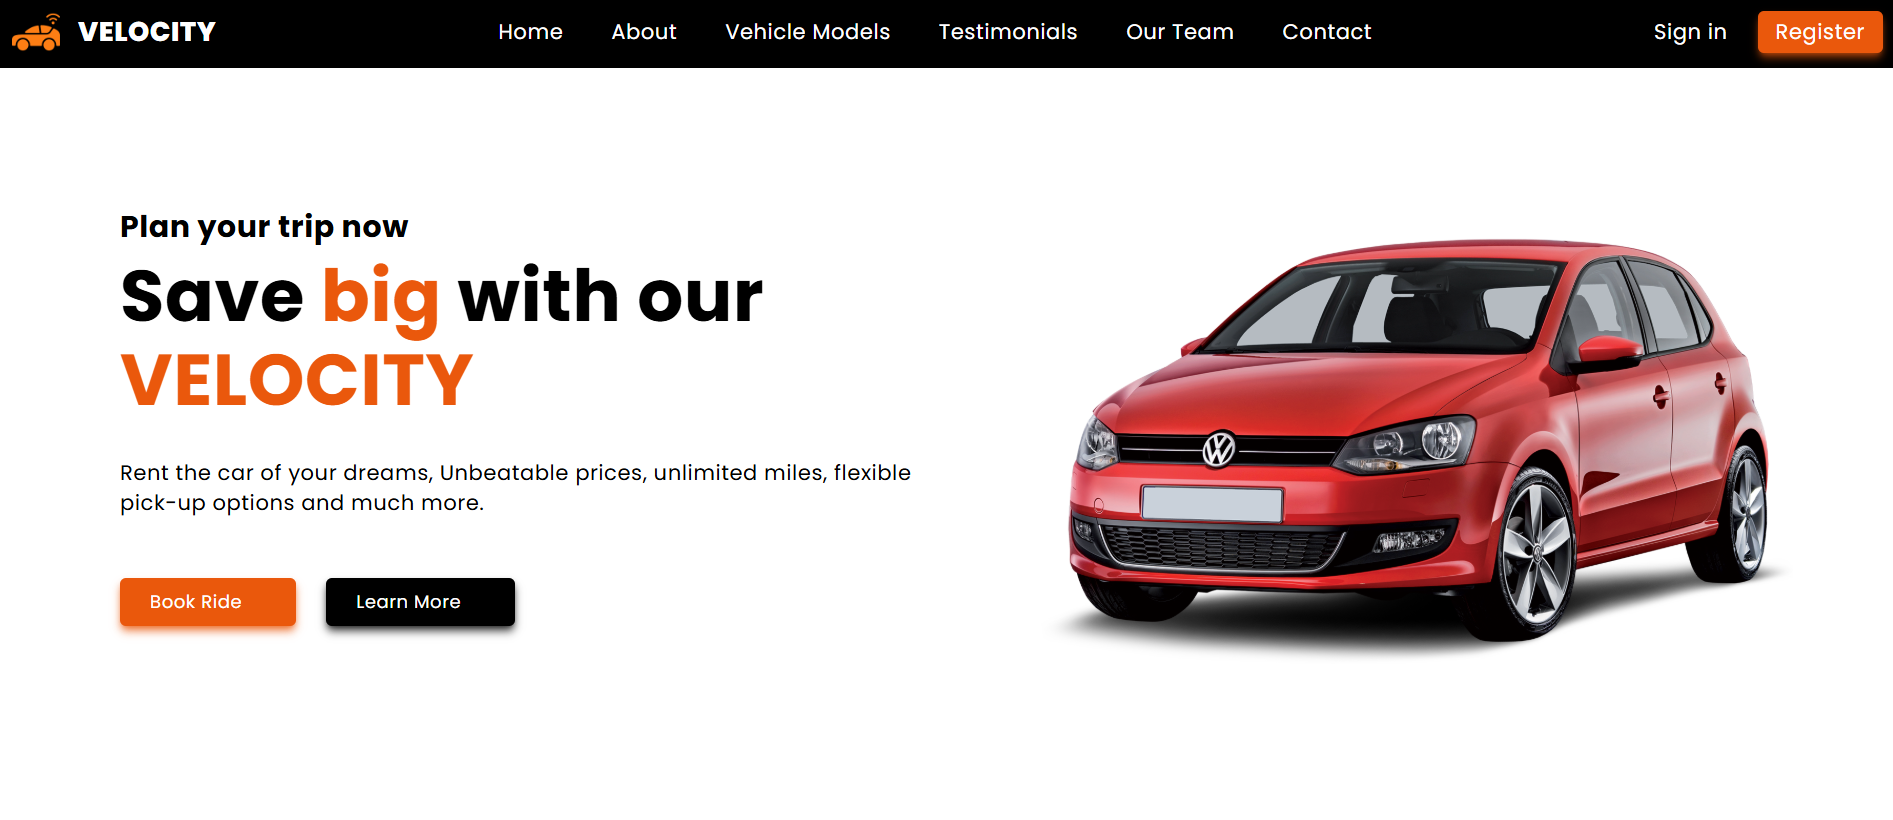 VELOCITY
Home
About
Vehicle Models
Testimonials
Our Team
Contact
Sign in
Register
Plan your trip now
Save big with our
VELOCITY
Rent the car of your dreams, Unbeatable prices, unlimited miles, flexible
pick-up options and much more.
Book Ride
Learn More
VW